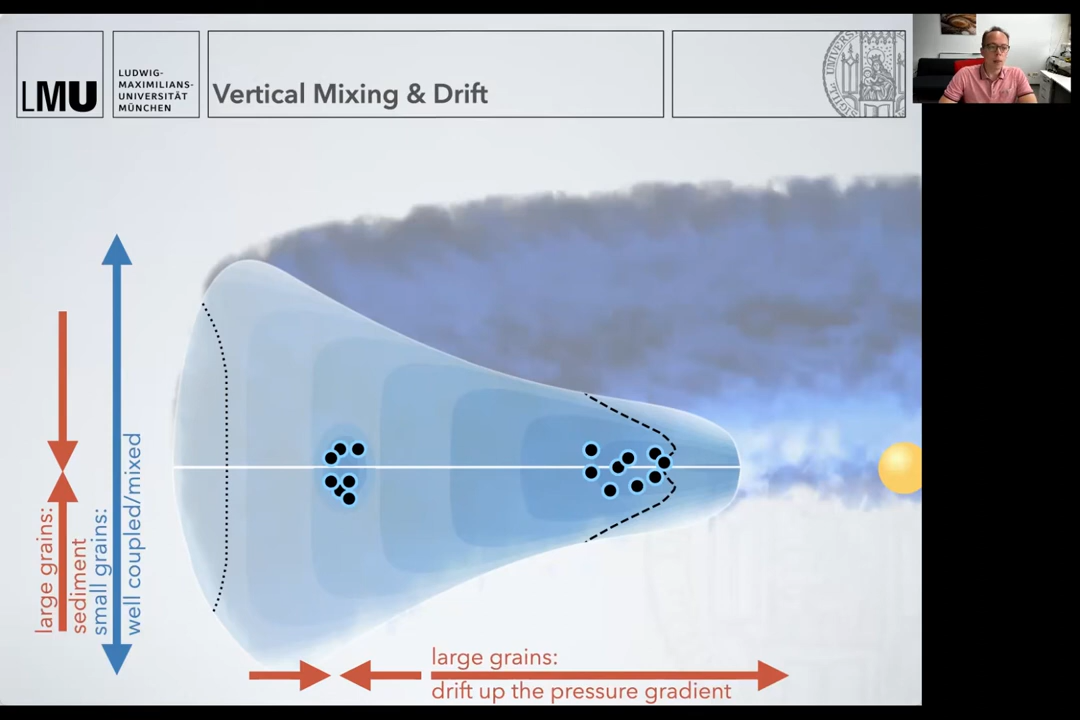 LMU
LUDWIG-
MAXIMILIANS-
UNIVERSITÄT
MÜNCHEN
Vertical Mixing & Drift
large grains:
sediment
small grains:
well coupled/mixed
large grains:
drift up the pressure gradient